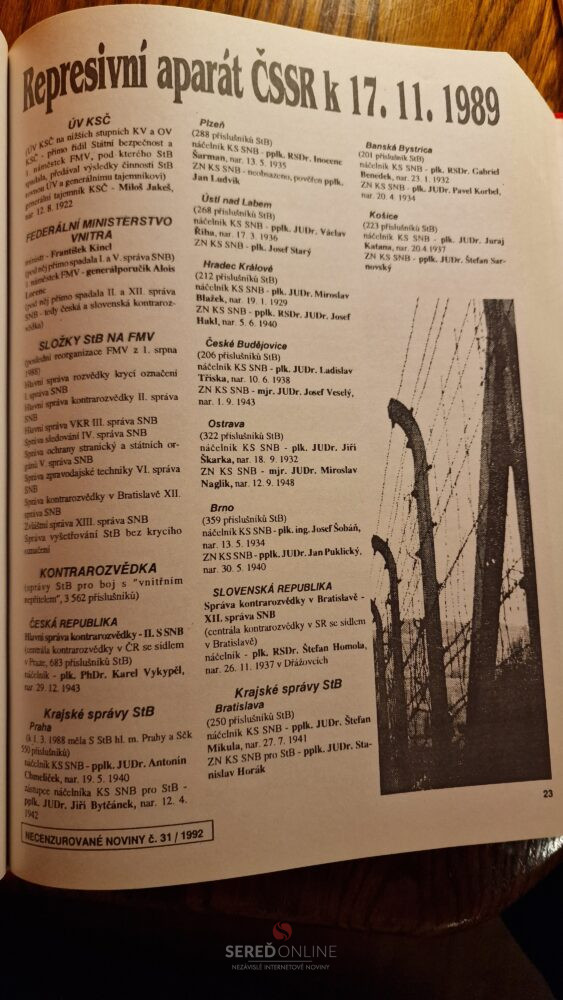 Represivní aparát ČSSR k 17. 11. 1989
ÚV KSČ
(ÚV KSČ na nižších stupních KV a OV
KSČ - přímo řídil Státní bezpečnost a
I. náměstek FMV, pod kterého StB
spadala, předával výsledky činnosti StB
rovnou ÚV a generálnímu tajemníkovi)
generální tajemník KSČ - Miloš Jakeš,
nar 12. 8. 1922
FEDERÁLNÍ MINISTERSTVO
VNITRA
ministr - František Kincl
(pod něj přímo spadala I. a V. správa SNB)
I. náměstek FMV - generálporučík Alois
Lorenc
(pod něj přímo spadala II. a XII. správa
SNB - tedy česká a slovenská kontraroz-
vědka)
SLOŽKY StB NA FMV
(poslední reorganizace FMV z 1. srpna
1988)
Hlavní správa rozvědky krycí označení
I. správa SNB
Hlavní správa kontrarozvědky II. správa
SNB
Hlavní správa VKR III. správa SNB
Správa sledování IV. správa SNB
Správa ochrany stranický a státních or-
gánů V. správa SNB
Správa zpravodajské techniky VI. správa
SNB
Správa kontrarozvědky v Bratislavě XII.
správa SNB
Zvláštní správa XIII. správa SNB
Správa vyšetřování StB bez krycího
označení
KONTRAROZVĚDKA
(správy StB pro boj s "vnitřním
nepřítelem", 3 562 příslušníků)
ČESKÁ REPUBLIKA
Hlavní správa kontrarozvědky - II. S SNB
(centrála kontrarozvědky v ČR se sídlem
v Praze, 683 příslušníků StB)
náčelník - plk. PhDr. Karel Vykypěl,
nar. 29. 12. 1943
Krajské správy StB
Praha
(k 1. 3. 1988 měla S StB hl. m. Prahy a Sčk
550 příslušníků)
náčelník KS SNB - pplk. JUDr. Antonín
Chmelíček, nar. 19. 5. 1940
zástupce náčelníka KS SNB pro StB -
pplk. JUDr. Jiří Bytčánek, nar. 12. 4.
1942
NECENZUROVANÉ NOVINY č. 31 / 1992
Plzeň
(288 příslušníků StB)
náčelník KS SNB - pplk. RSDr. Inocenc
Šarman, nar. 13. 5. 1935
ZN KS SNB - neobsazeno, pověřen pplk.
Jan Ludvík
Ústí nad Labem
(268 příslušníků StB)
náčelník KS SNB - pplk. JUDr. Václav
Říha, nar. 17. 3. 1936
ZN KS SNB - plk. Josef Starý
Hradec Králové
(212 příslušníků StB)
náčelník KS SNB - plk. JUDr. Miroslav
Blažek, nar. 19. 1. 1929
ZN KS SNB - pplk. RSDr. JUDr. Josef
Hakl, nar. 5. 6. 1940
České Budějovice
(206 příslušníků StB)
náčelník KS SNB - plk. JUDr. Ladislav
Tříska, nar. 10. 6. 1938
ZN KS SNB - mjr. JUDr. Josef Veselý,
nar. 1. 9. 1943
Ostrava
(322 příslušníků StB)
náčelník KS SNB - plk. JUDr. Jiří
Škarka, nar. 18. 9. 1932
ZN KS SNB - mjr. JUDr. Miroslav
Naglík, nar. 12. 9. 1948
Brno
(359 příslušníků StB)
náčelník KS SNB - plk. ing. Josef Šobáň,
nar. 13. 5. 1934
ZN KS SNB - pplk. JUDr. Jan Puklický,
nar. 30. 5. 1940
SLOVENSKÁ REPUBLIKA
Správa kontrarozvědky v Bratislavě -
XII. správa SNB
(centrála kontrarozvědky v SR se sídlem
v Bratislavě)
náčelník - plk. RSDr. Štefan Homola,
nar. 26. 11. 1937 v Dřážovcích
Krajské správy StB
Bratislava
(250 příslušníků StB)
náčelník KS SNB - pplk. JUDr. Štefan
Mikula, nar. 27. 7. 1941
ZN KS SNB pro StB - pplk. JUDr. Sta-
nislav Horák
Banská Bystrica
(201 příslušníků StB)
náčelník KS SNB - plk. RSDr. Gabriel
Benedek, nar. 23. 1. 1932
ZN KS SNB - plk. JUDr. Pavel Korbel,
nar. 20. 4. 1934
Košice
(223 příslušníků StB)
náčelník KS SNB - plk. JUDr. Juraj
Katana, nar. 20.4. 1937
ZN KS SNB - pplk. JUDr. Štefan Sar-
novský
23
SEREĎONLINE
NEZÁVISLÉ INTERNETOVÉ NOVINY